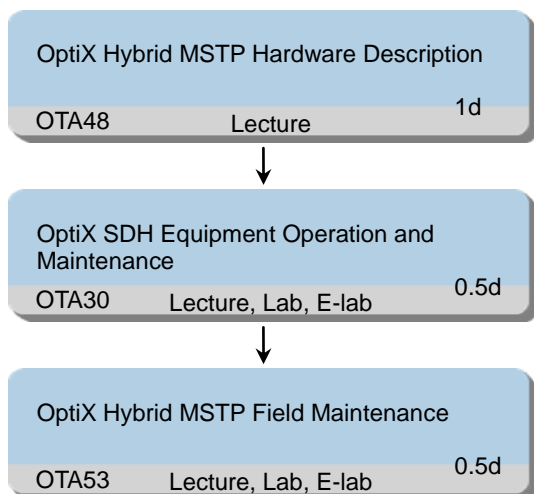 OptiX Hybrid MSTP Hardware Description
1d
OTA48 Lecture
OptiX SDH Equipment Operation and
Maintenance
0.5d
OTA30 Lecture, Lab, E-lab
OptiX Hybrid MSTP Field Maintenance
0.5d
OTA53 Lecture, Lab, E-lab